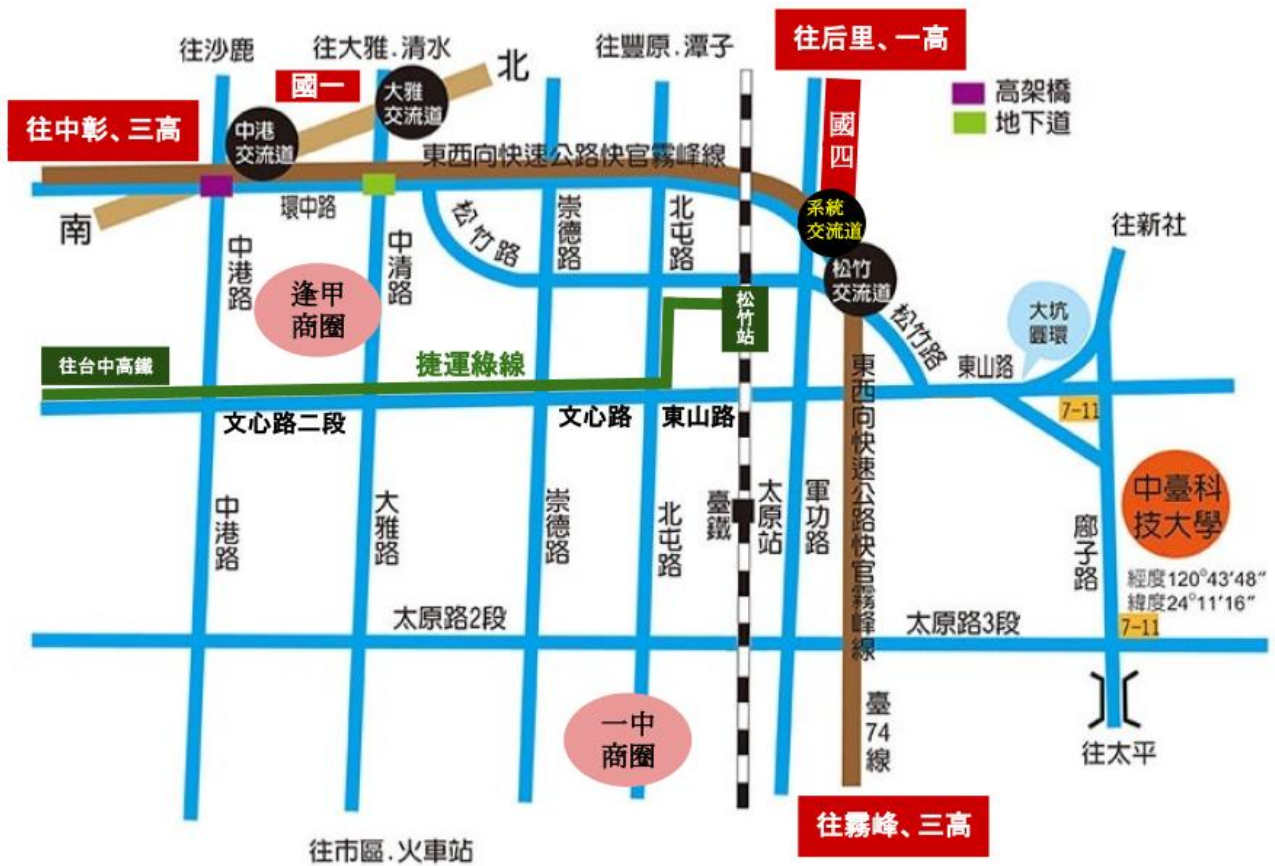 往沙鹿
往大雅.清水
往豐原.潭子
往后里、一高
北
國一
大雅
交流道
高架橋
地下道
往中彰、三高
中港
交流道
國四
東西向快速公路快官霧峰線
南
環中路
松竹路
崇德路
北屯路
系統
交流道
往新社
中港路
中清路
松竹
交流道
逢甲
商圈
松竹站
松竹路
大坑
圓環
往台中高鐵
捷運綠線
東山路
文心路二段
文心路
東山路
7-11
東西向快速公路快官霧峰線
中港路
大雅路
崇德路
北屯路
臺鐵
太原站
軍功路
中臺科
技大學
廍子路
經度120°43'48"
緯度24°11'16"
太原路2段
太原路3段
7-11
一中
商圈
臺74線
往太平
往霧峰、三高
往市區.火車站